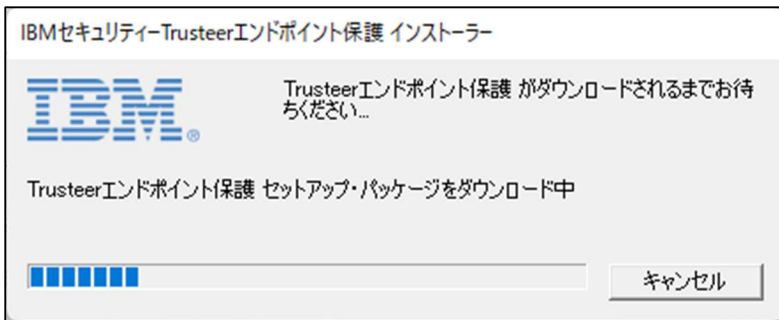 IBMセキュリティーTrusteerエンドポイント保護 インストーラー
IBM®
Trusteerエンドポイント保護 がダウンロードされるまでお待
ちください...
Trusteerエンドポイント保護 セットアップ・パッケージをダウンロード中
キャンセル